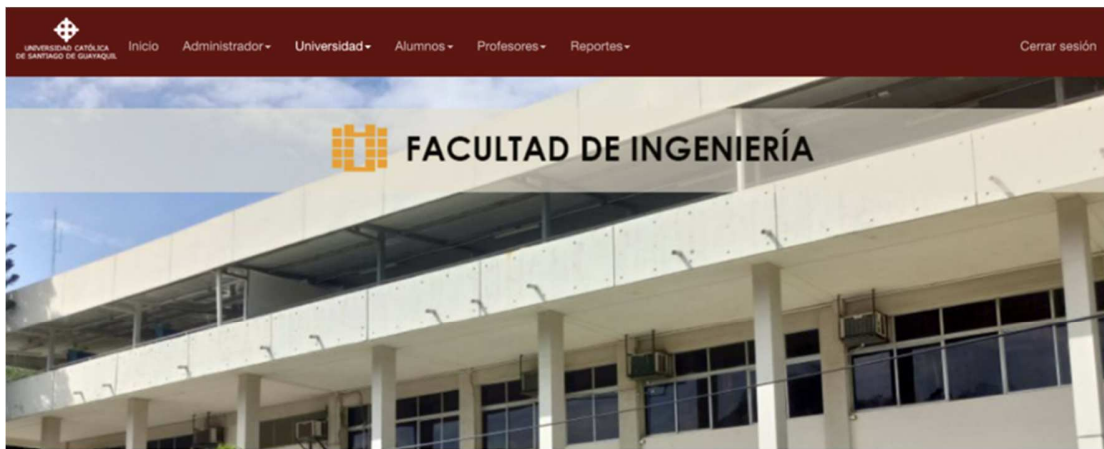 UNIVERSIDAD CATÓLICA
DE SANTIAGO DE GUAYAQUIL
Inicio Administrador Universidad Alumnos Profesores Reportes Cerrar sesión
FACULTAD DE INGENIERÍA